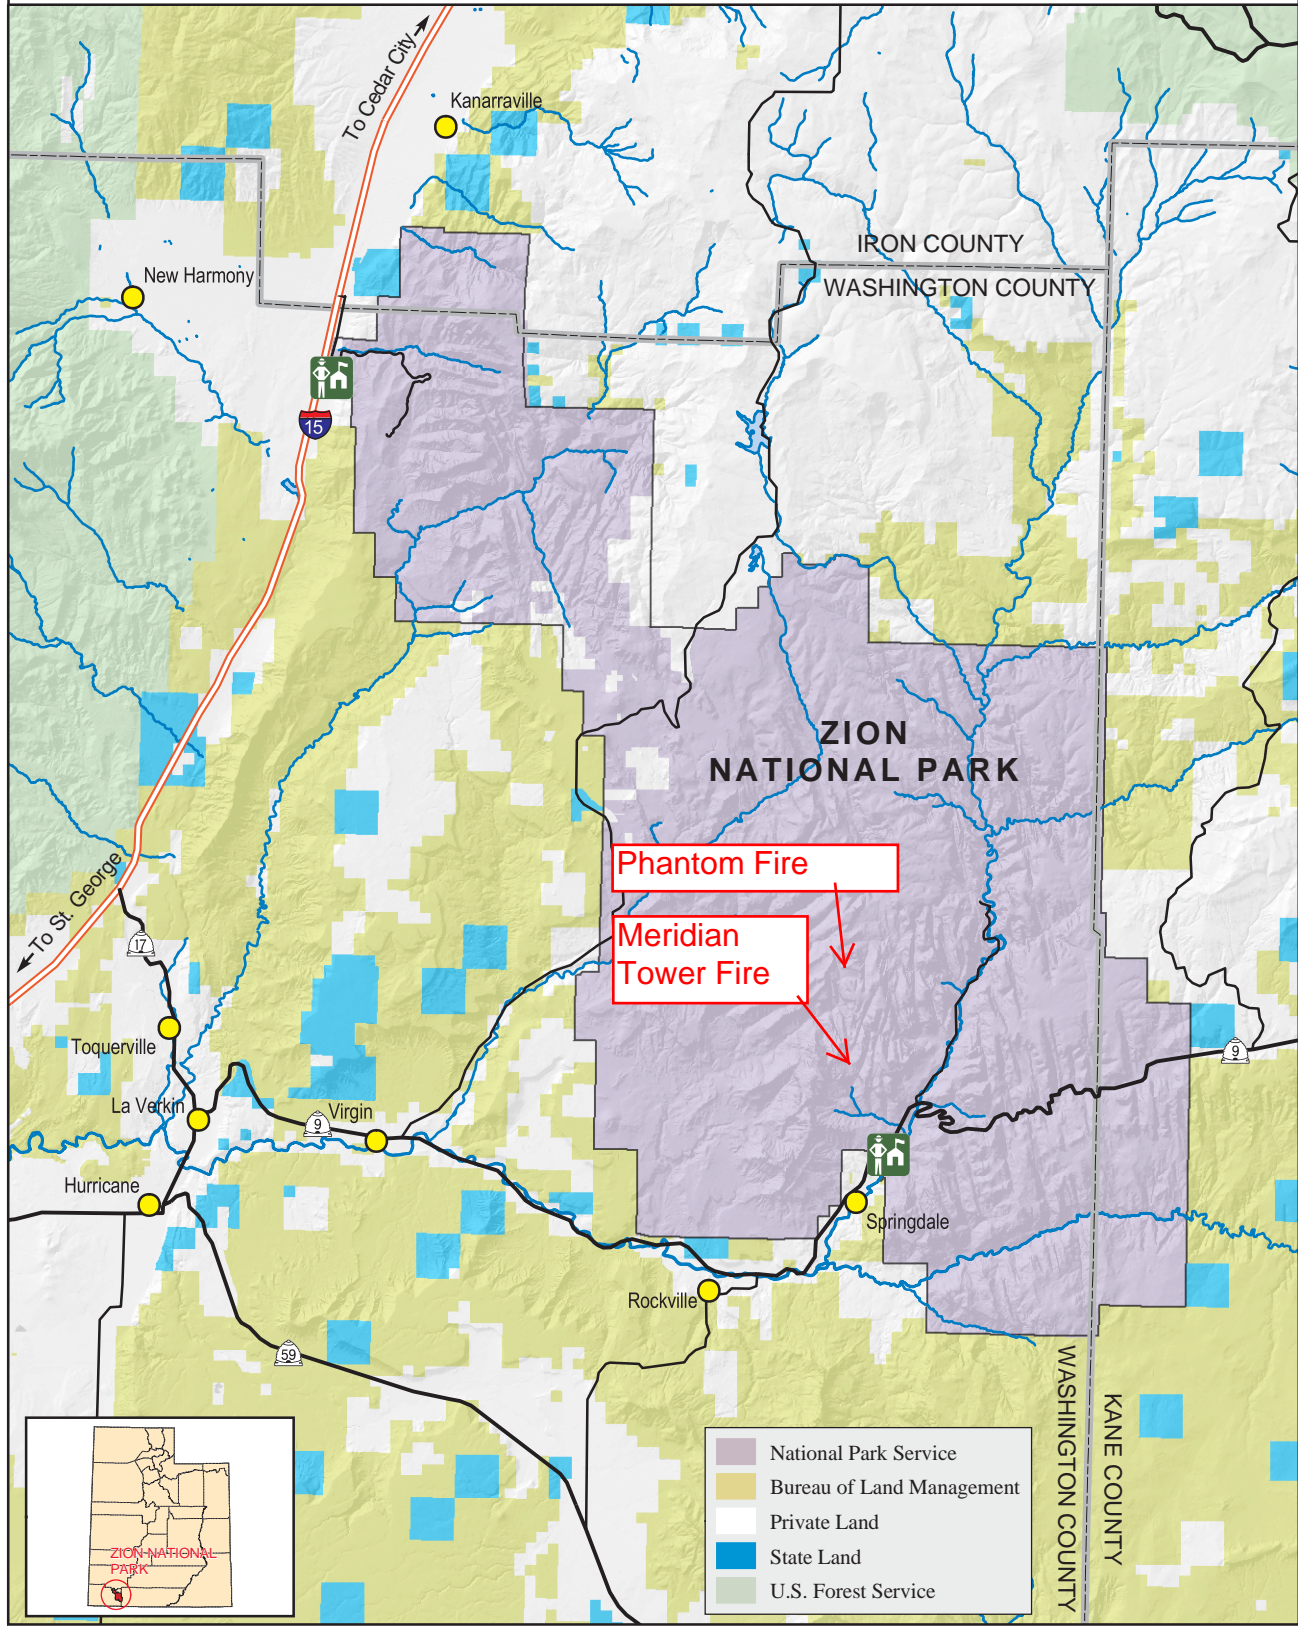 To Cedar City
Kanarraville
IRON COUNTY
WASHINGTON COUNTY
New Harmony
15
ZION
NATIONAL PARK
Phantom Fire
Meridian
Tower Fire
To St. George
17
Toquerville
9
La Verkin
9
Virgin
Hurricane
Springdale
Rockville
59
WASHINGTON COUNTY
KANE COUNTY
National Park Service
Bureau of Land Management
Private Land
State Land
U.S. Forest Service
ZION NATIONAL
PARK